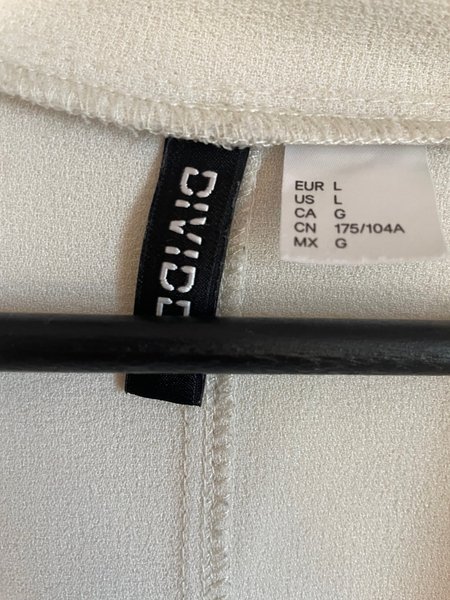 DIVIDE
EUR L
US L
CA G
CN 175/104A
MX G